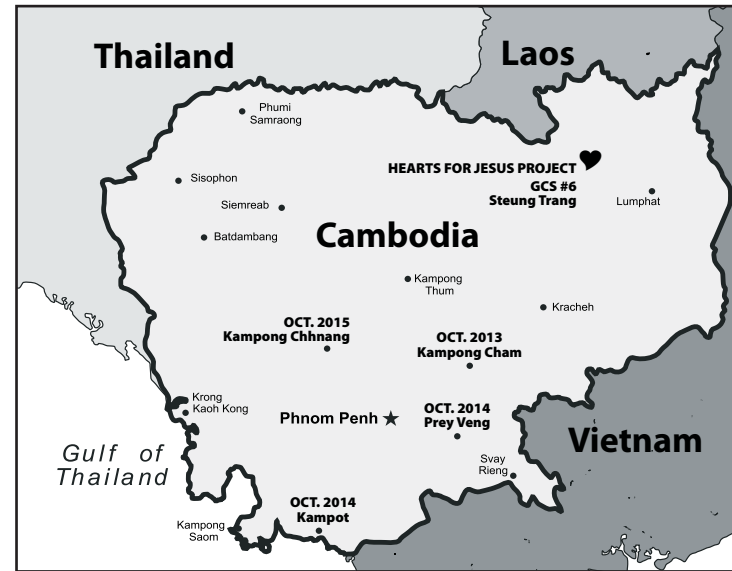 Thailand
Laos
Phumi
Samraong
HEARTS FOR JESUS PROJECT
GCS #6
Steung Trang
Sisophon
Lumphat
Siemreab
Batdambang
Cambodia
Kampong
Thum
Kracheh
OCT. 2015
Kampong Chhnang
OCT. 2013
Kampong Cham
Krong
Kaoh Kong
Phnom Penh
OCT. 2014
Prey Veng
Vietnam
Gulf of
Thailand
Svay
Rieng
OCT. 2014
Kampot
Kampong
Saom